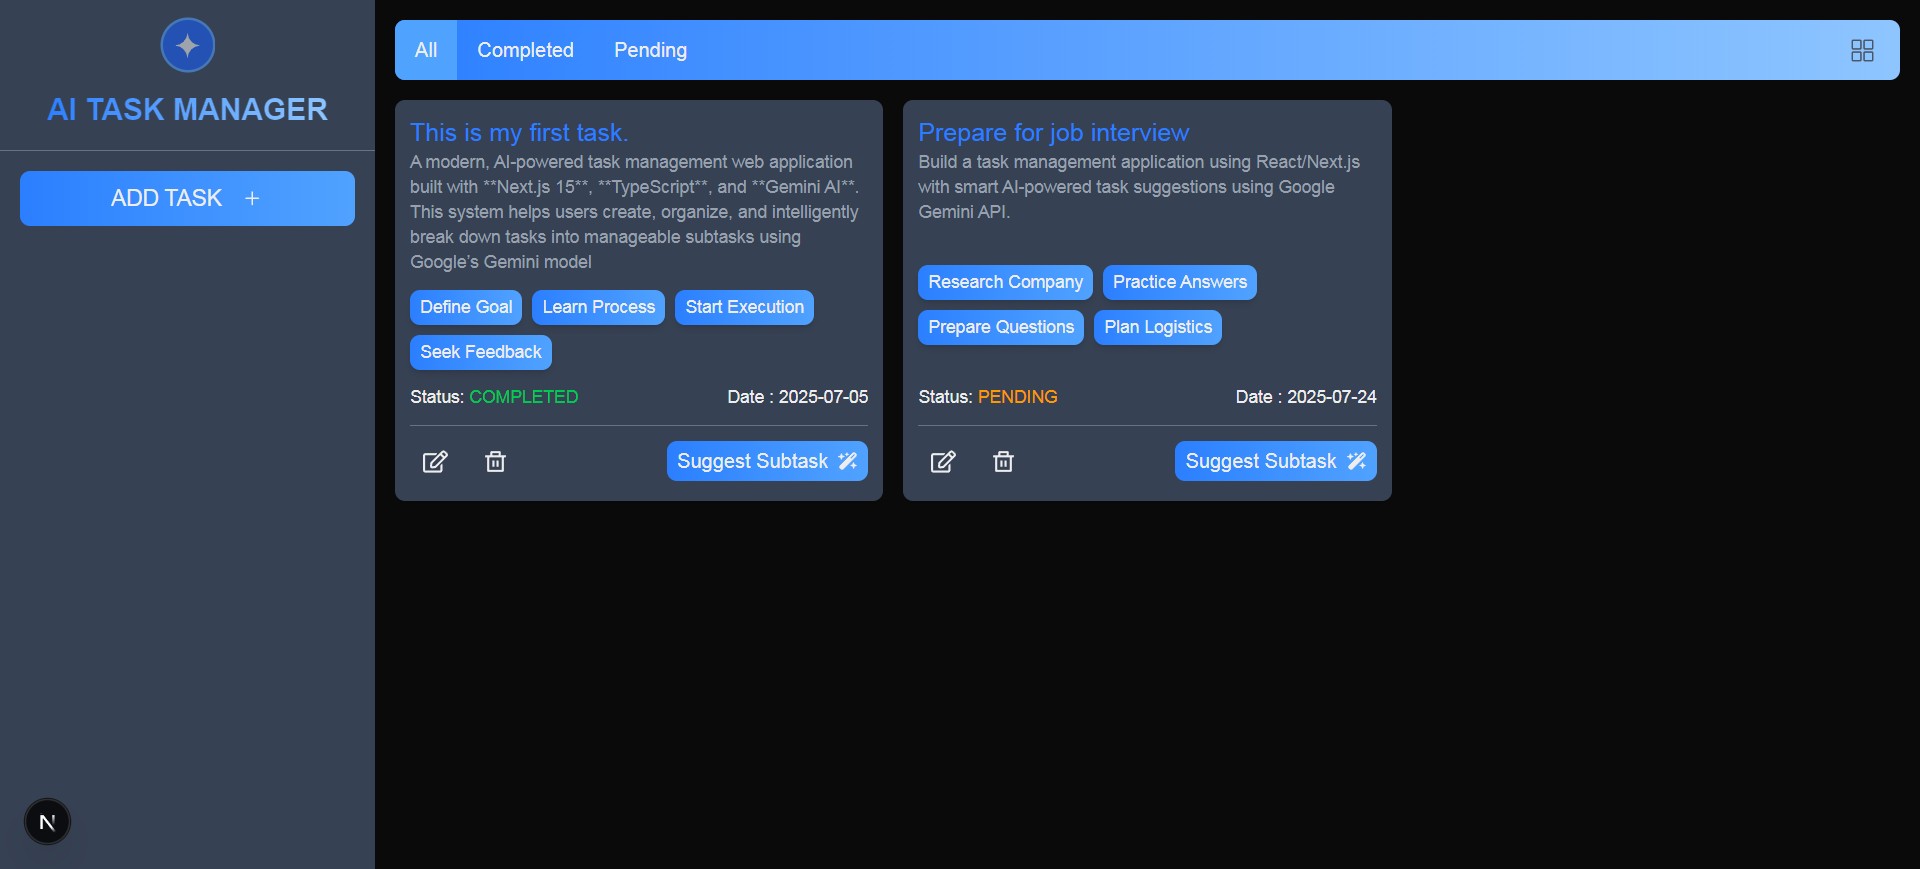 AI TASK MANAGER
ADD TASK +
All
Completed
Pending
This is my first task.
A modern, AI-powered task management web application
built with **Next.js 15**, **TypeScript**, and **Gemini AI**.
This system helps users create, organize, and intelligently
break down tasks into manageable subtasks using
Google's Gemini model
Define Goal
Learn Process
Start Execution
Seek Feedback
Status: COMPLETED
Date : 2025-07-05
Suggest Subtask
Prepare for job interview
Build a task management application using React/Next.js
with smart AI-powered task suggestions using Google
Gemini API.
Research Company
Practice Answers
Prepare Questions
Plan Logistics
Status: PENDING
Date : 2025-07-24
Suggest Subtask
N